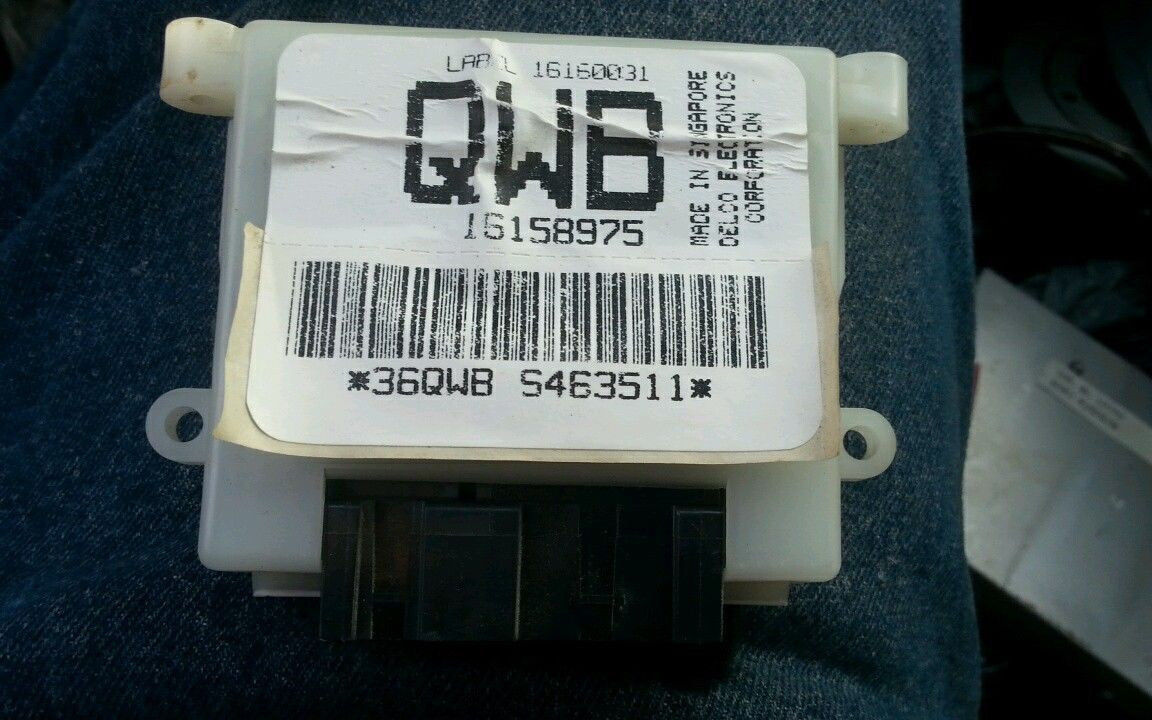 LABEL 16160031
QWB
16158975
MADE IN SINGAPORE
DELCO ELECTRONICS
CORPORATION
*36QWB S463511*